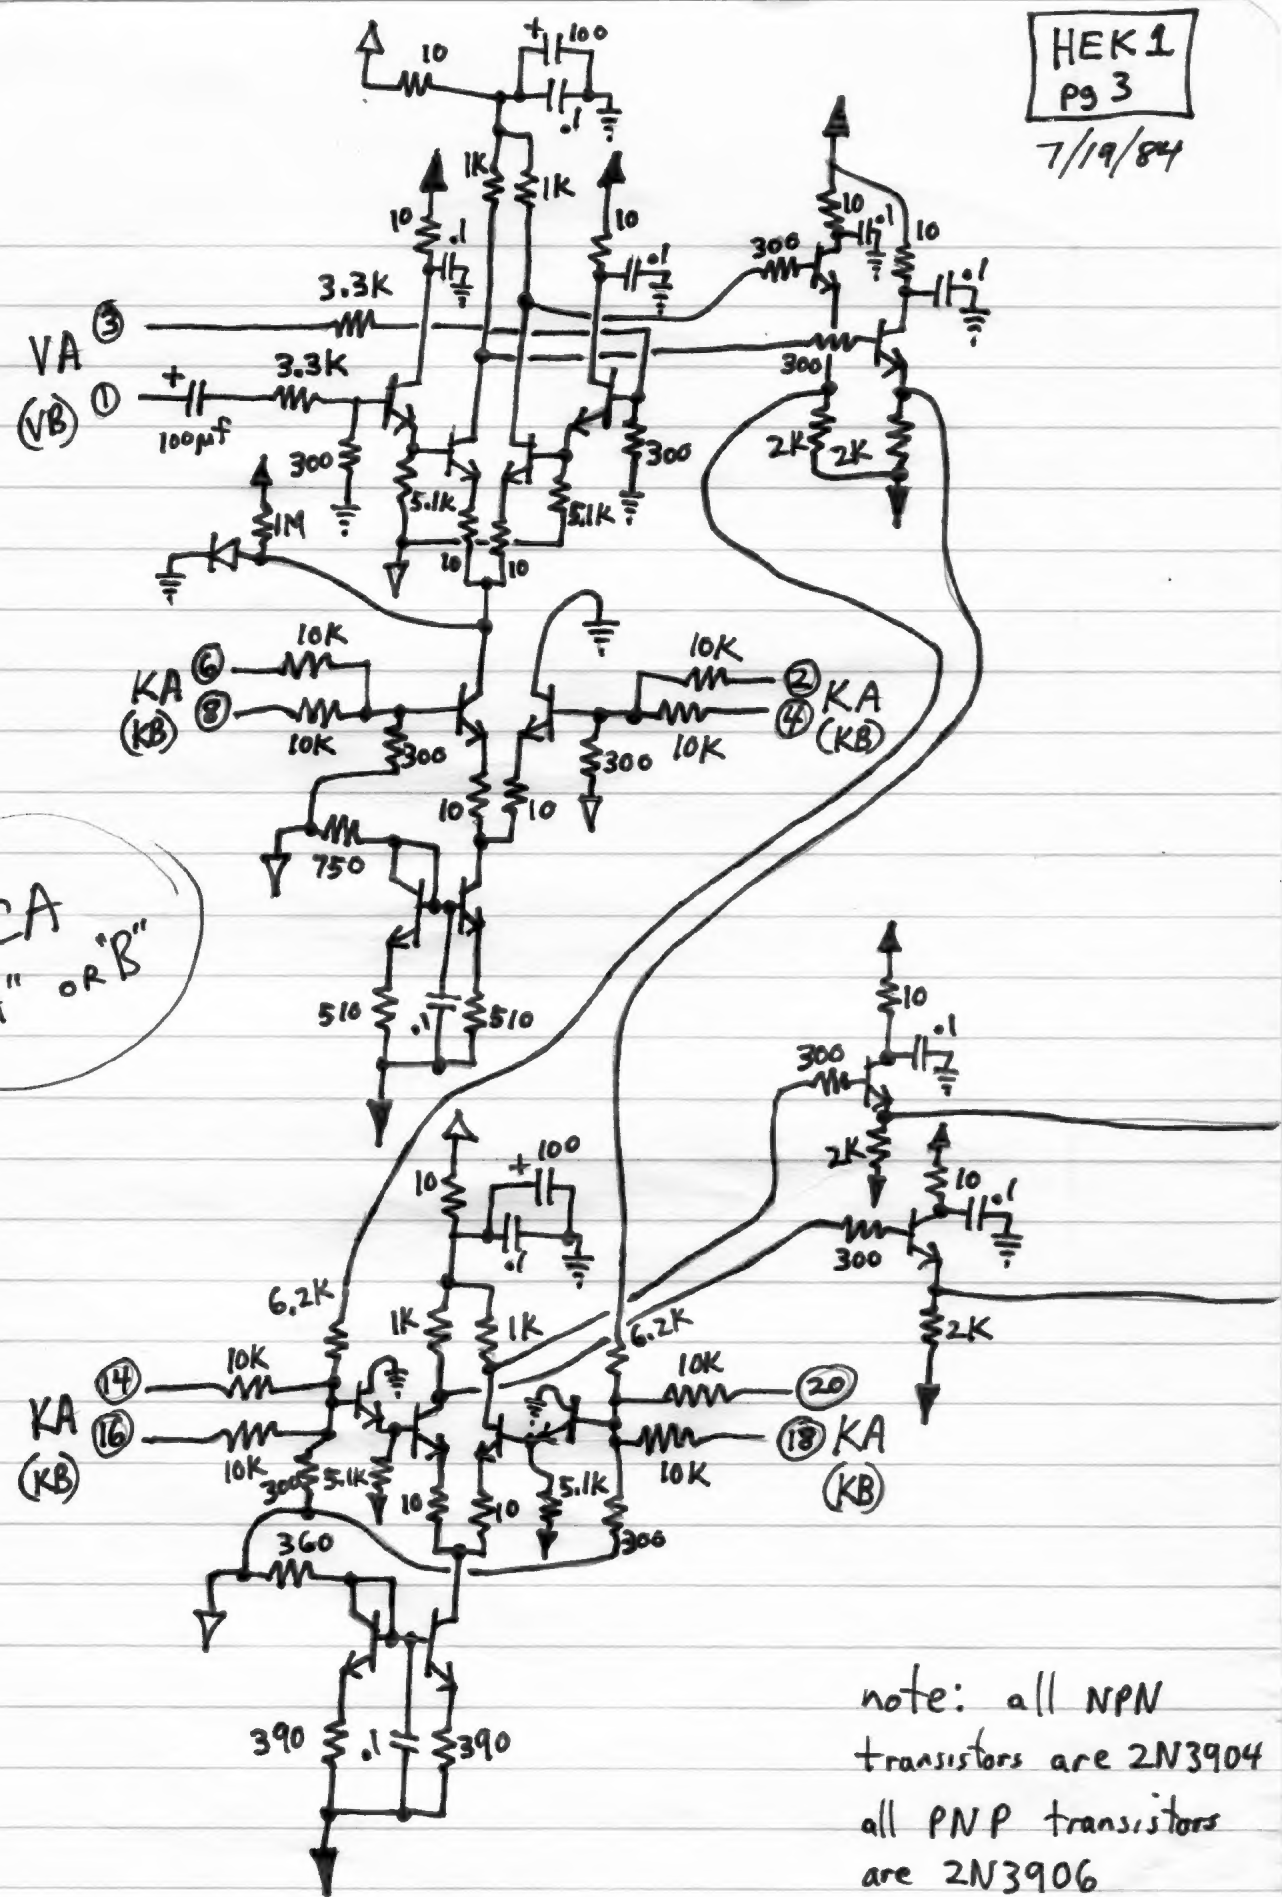 HEK1
pg 3
7/19/84
+ 100
10
.1
1K
1K
10
.1
10
.1
10
.1
10
.1
300
3.3K
VA ③
3.3K
300
(VB) ①
+
100μf
300
5.1K
300
5.1K
2K
2K
1M
10
10
10K
10K
KA ⑥
② KA
(KB) ⑧
④ (KB)
10K
300
300
10K
10
10
750
CA
" OR "B"
510
.1
510
10
.1
300
2K
+ 100
10
.1
10
.1
300
2K
6.2K
1K
1K
6.2K
⑭
10K
10K
⑳
KA ⑯
⑱ KA
(KB)
10K
300
5.1K
10
10
5.1K
10K
(KB)
300
360
390
.1
390
note: all NPN
transistors are 2N3904
all PNP transistors
are 2N3906